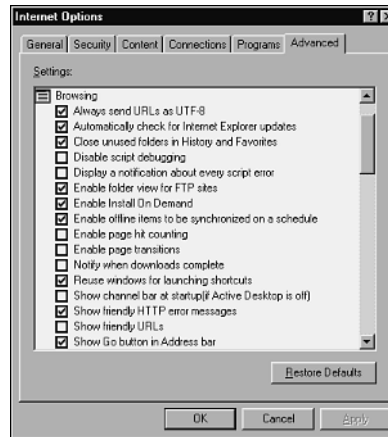 Internet Options
General Security Content Connections Programs Advanced
Settings:
Browsing
Always send URLs as UTF-8
Automatically check for Internet Explorer updates
Close unused folders in History and Favorites
Disable script debugging
Display a notification about every script error
Enable folder view for FTP sites
Enable Install On Demand
Enable offline items to be synchronized on a schedule
Enable page hit counting
Enable page transitions
Notify when downloads complete
Reuse windows for launching shortcuts
Show channel bar at startup(if Active Desktop is off)
Show friendly HTTP error messages
Show friendly URLs
Show Go button in Address bar
Restore Defaults
OK Cancel Apply